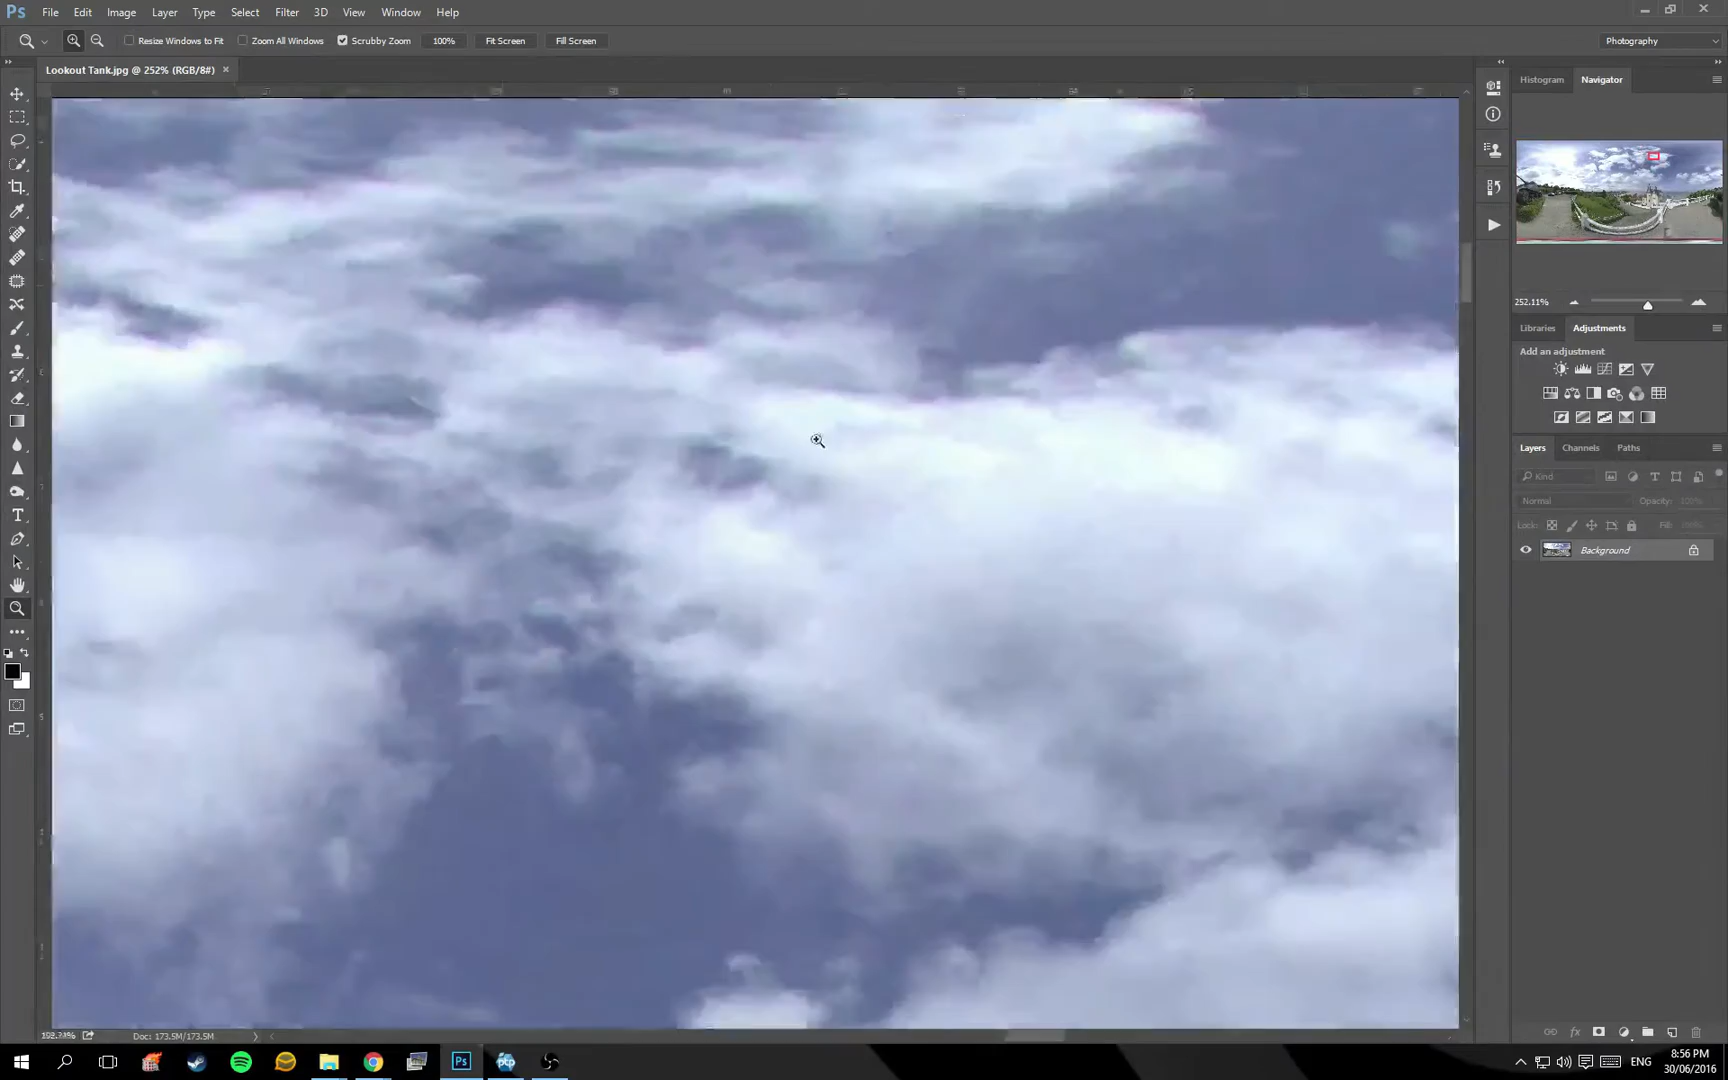 Ps File Edit Image Layer Type Select Filter 3D View Window Help
Resize Windows to Fit Zoom All Windows Scrubby Zoom 100% Fit Screen Fill Screen Photography
Lookout Tank.jpg @ 252% (RGB/8#) ×
Histogram Navigator
252.11%
Libraries Adjustments
Add an adjustment
Layers Channels Paths
Kind
Normal Opacity: 100%
Lock: Fill: 100%
Background
T
Doc: 173.5M/173.5M
Ps
ENG
8:56 PM
30/06/2016